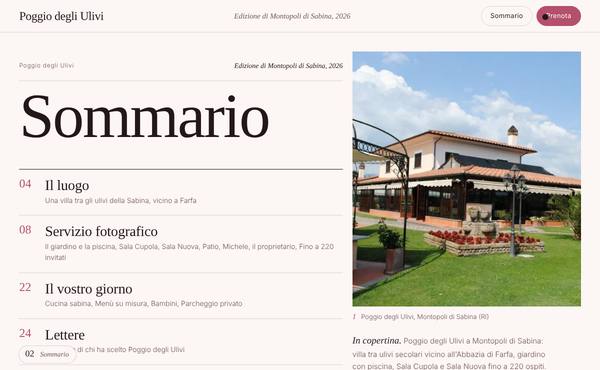 Poggio degli Ulivi
Edizione di Montopoli di Sabina, 2026
Sommario
Prenota
Poggio degli Ulivi
Edizione di Montopoli di Sabina, 2026
Sommario
04 Il luogo
Una villa tra gli ulivi della Sabina, vicino a Farfa
08 Servizio fotografico
Il giardino e la piscina, Sala Cupola, Sala Nuova, Patio, Michele, il proprietario, Fino a 220
invitati
22 Il vostro giorno
Cucina sabina, Menù su misura, Bambini, Parcheggio privato
24 Lettere
di chi ha scelto Poggio degli Ulivi
02 Sommario
1 Poggio degli Ulivi, Montopoli di Sabina (RI)
In copertina. Poggio degli Ulivi a Montopoli di Sabina:
villa tra ulivi secolari vicino all'Abbazia di Farfa, giardino
con piscina, Sala Cupola e Sala Nuova fino a 220 ospiti.